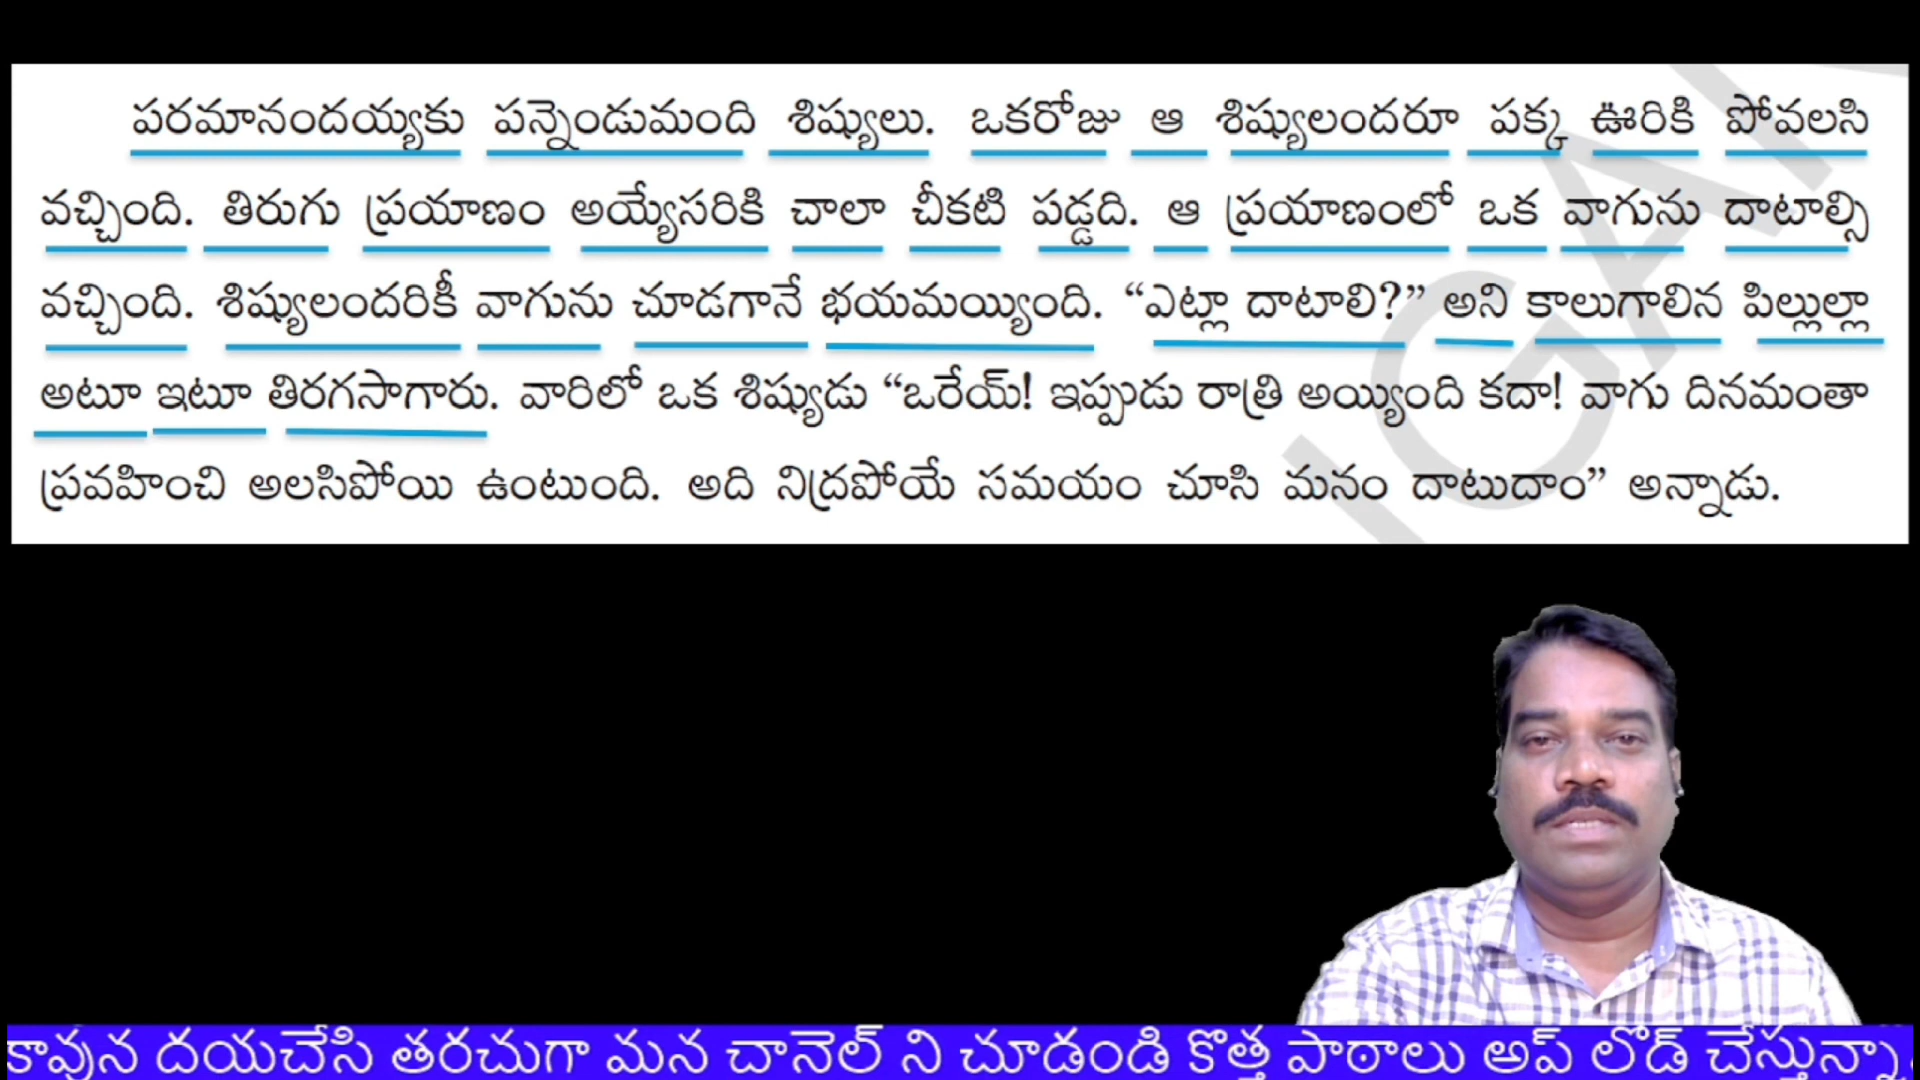 పరమానందయ్యకు పన్నెండుమంది శిష్యులు. ఒకరోజు ఆ శిష్యులందరూ పక్క ఊరికి పోవలసి
వచ్చింది. తిరుగు ప్రయాణం అయ్యేసరికి చాలా చీకటి పడ్డది. ఆ ప్రయాణంలో ఒక వాగును దాటాల్సి
వచ్చింది. శిష్యులందరికీ వాగును చూడగానే భయమయ్యింది. “ఎట్లా దాటాలి?” అని కాలుగాలిన పిల్లుల్లా
అటూ ఇటూ తిరగసాగారు. వారిలో ఒక శిష్యుడు “ఒరేయ్! ఇప్పుడు రాత్రి అయ్యింది కదా! వాగు దినమంతా
ప్రవహించి అలసిపోయి ఉంటుంది. అది నిద్రపోయే సమయం చూసి మనం దాటుదాం” అన్నాడు.
కావున దయచేసి తరచుగా మన చానెల్ ని చూడండి కొత్త పాఠాలు అప్ లోడ్ చేస్తున్నా